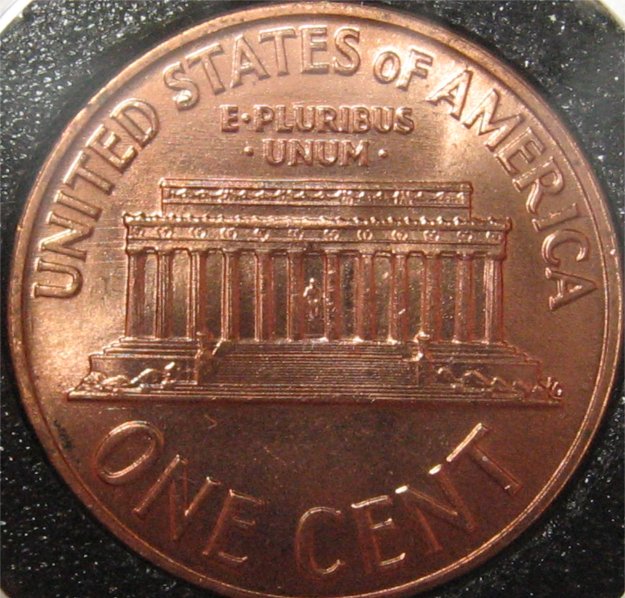 UNITED STATES OF AMERICA
E·PLURIBUS
·UNUM·
ONE CENT